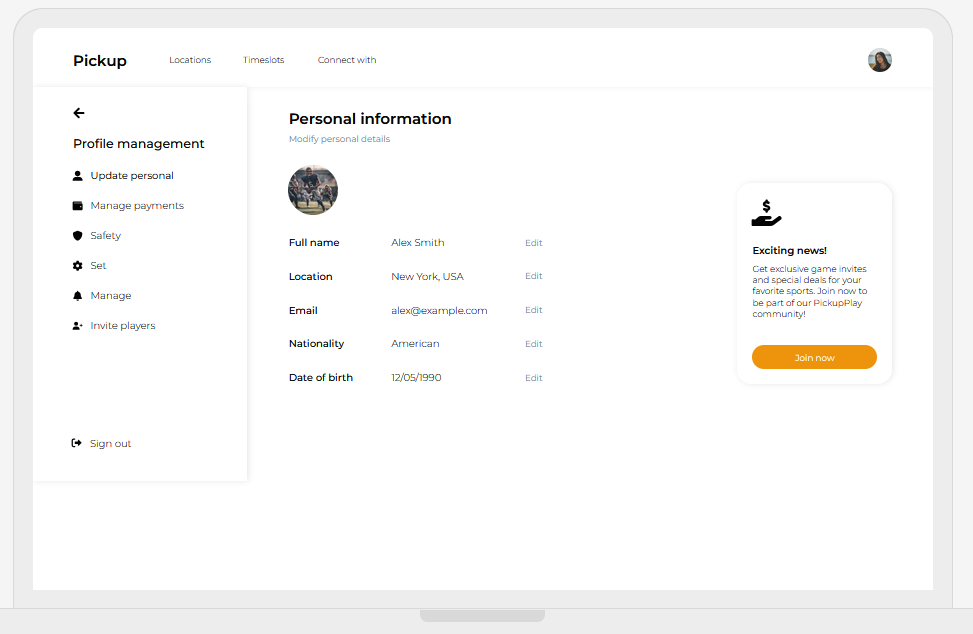 Pickup
Locations
Timeslots
Connect with
Profile management
Update personal
Manage payments
Safety
Set
Manage
Invite players
Sign out
Personal information
Modify personal details
Full name Alex Smith Edit
Location New York, USA Edit
Email alex@example.com Edit
Nationality American Edit
Date of birth 12/05/1990 Edit
$
Exciting news!
Get exclusive game invites
and special deals for your
favorite sports. Join now to
be part of our PickupPlay
community!
Join now